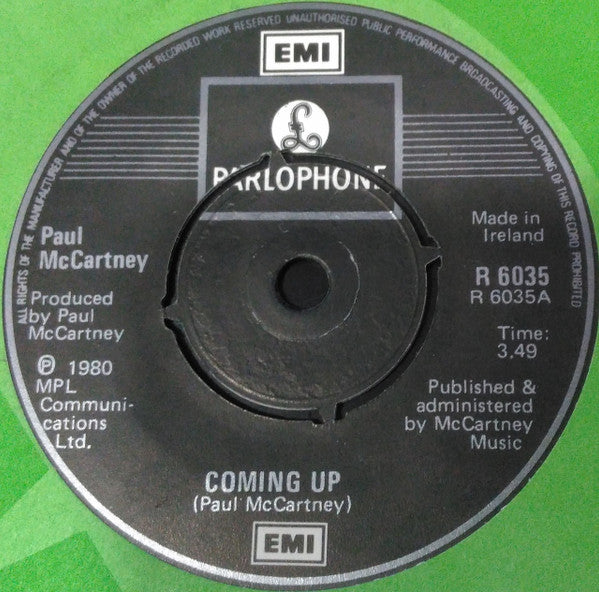 ALL RIGHTS OF THE MANUFACTURER AND OF THE OWNER OF THE RECORDED WORK RESERVED UNAUTHORISED PUBLIC PERFORMANCE BROADCASTING AND COPYING OF THIS RECORD PROHIBITED
EMI
£
PARLOPHONE
Paul
McCartney
Produced
by Paul
McCartney
℗ 1980
MPL
Communi-
cations
Ltd.
Made in
Ireland
R 6035
R 6035A
Time:
3.49
Published &
administered
by McCartney
Music
COMING UP
(Paul McCartney)
EMI